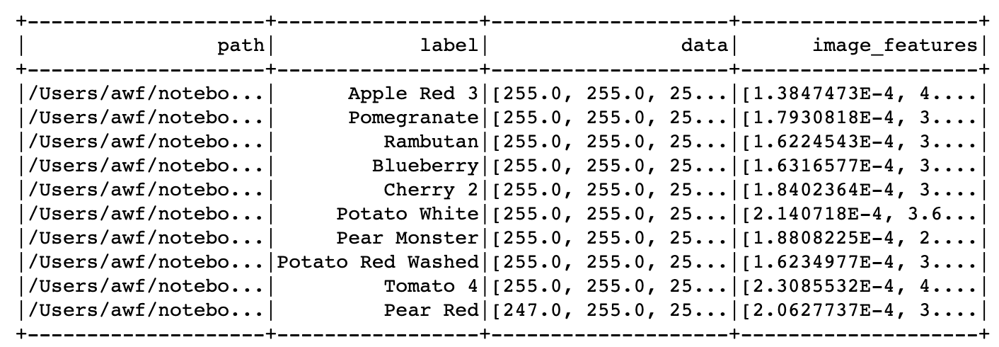 +--------------------+-----------------+--------------------+--------------------+
|                path|            label|                data|      image_features|
+--------------------+-----------------+--------------------+--------------------+
|/Users/awf/notebo...|      Apple Red 3|[255.0, 255.0, 25...|[1.3847473E-4, 4....|
|/Users/awf/notebo...|      Pomegranate|[255.0, 255.0, 25...|[1.7930818E-4, 3....|
|/Users/awf/notebo...|         Rambutan|[255.0, 255.0, 25...|[1.6224543E-4, 3....|
|/Users/awf/notebo...|        Blueberry|[255.0, 255.0, 25...|[1.6316577E-4, 3....|
|/Users/awf/notebo...|         Cherry 2|[255.0, 255.0, 25...|[1.8402364E-4, 3....|
|/Users/awf/notebo...|     Potato White|[255.0, 255.0, 25...|[2.140718E-4, 3.6...|
|/Users/awf/notebo...|     Pear Monster|[255.0, 255.0, 25...|[1.8808225E-4, 2....|
|/Users/awf/notebo...|Potato Red Washed|[255.0, 255.0, 25...|[1.6234977E-4, 3....|
|/Users/awf/notebo...|         Tomato 4|[255.0, 255.0, 25...|[2.3085532E-4, 4....|
|/Users/awf/notebo...|         Pear Red|[247.0, 255.0, 25...|[2.0627737E-4, 3....|
+--------------------+-----------------+--------------------+--------------------+